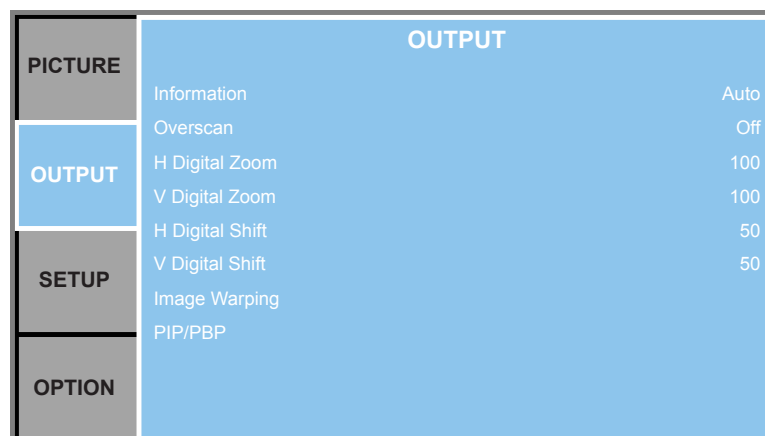 PICTURE
OUTPUT
SETUP
OPTION
OUTPUT
Information Auto
Overscan Off
H Digital Zoom 100
V Digital Zoom 100
H Digital Shift 50
V Digital Shift 50
Image Warping
PIP/PBP